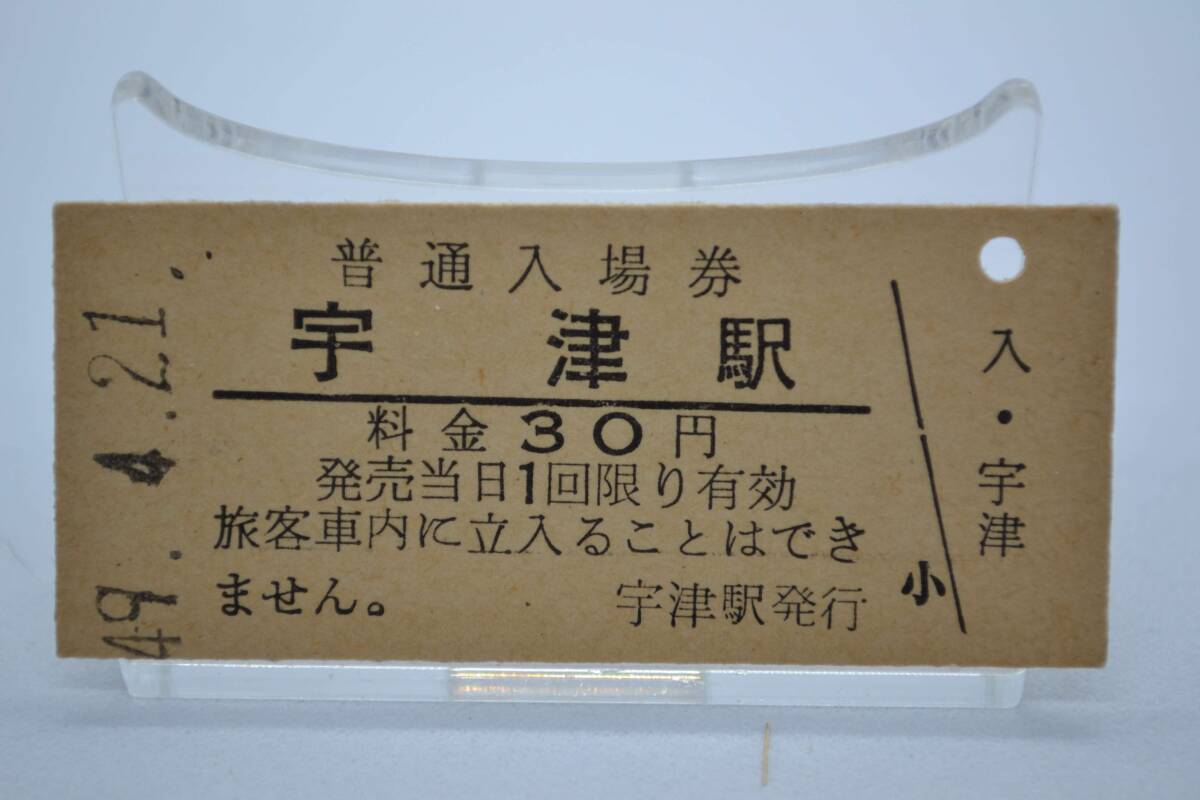 普通入場券
宇津駅
料金30円
発売当日1回限り有効
旅客車内に立入ることはでき
ません。 宇津駅発行
小
入・宇津
49.4.21.